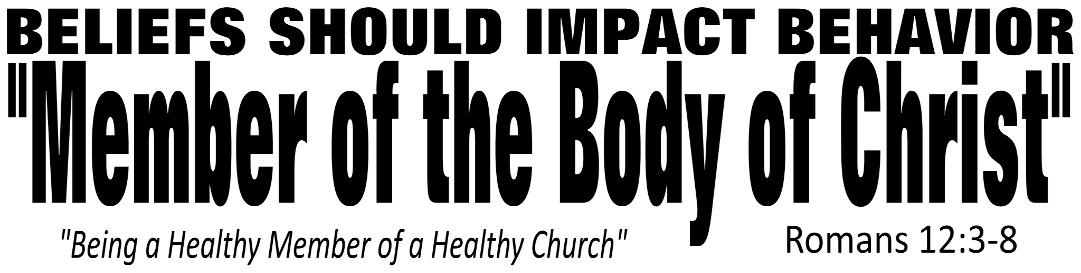 BELIEFS SHOULD IMPACT BEHAVIOR
"Member of the Body of Christ"
"Being a Healthy Member of a Healthy Church" Romans 12:3-8